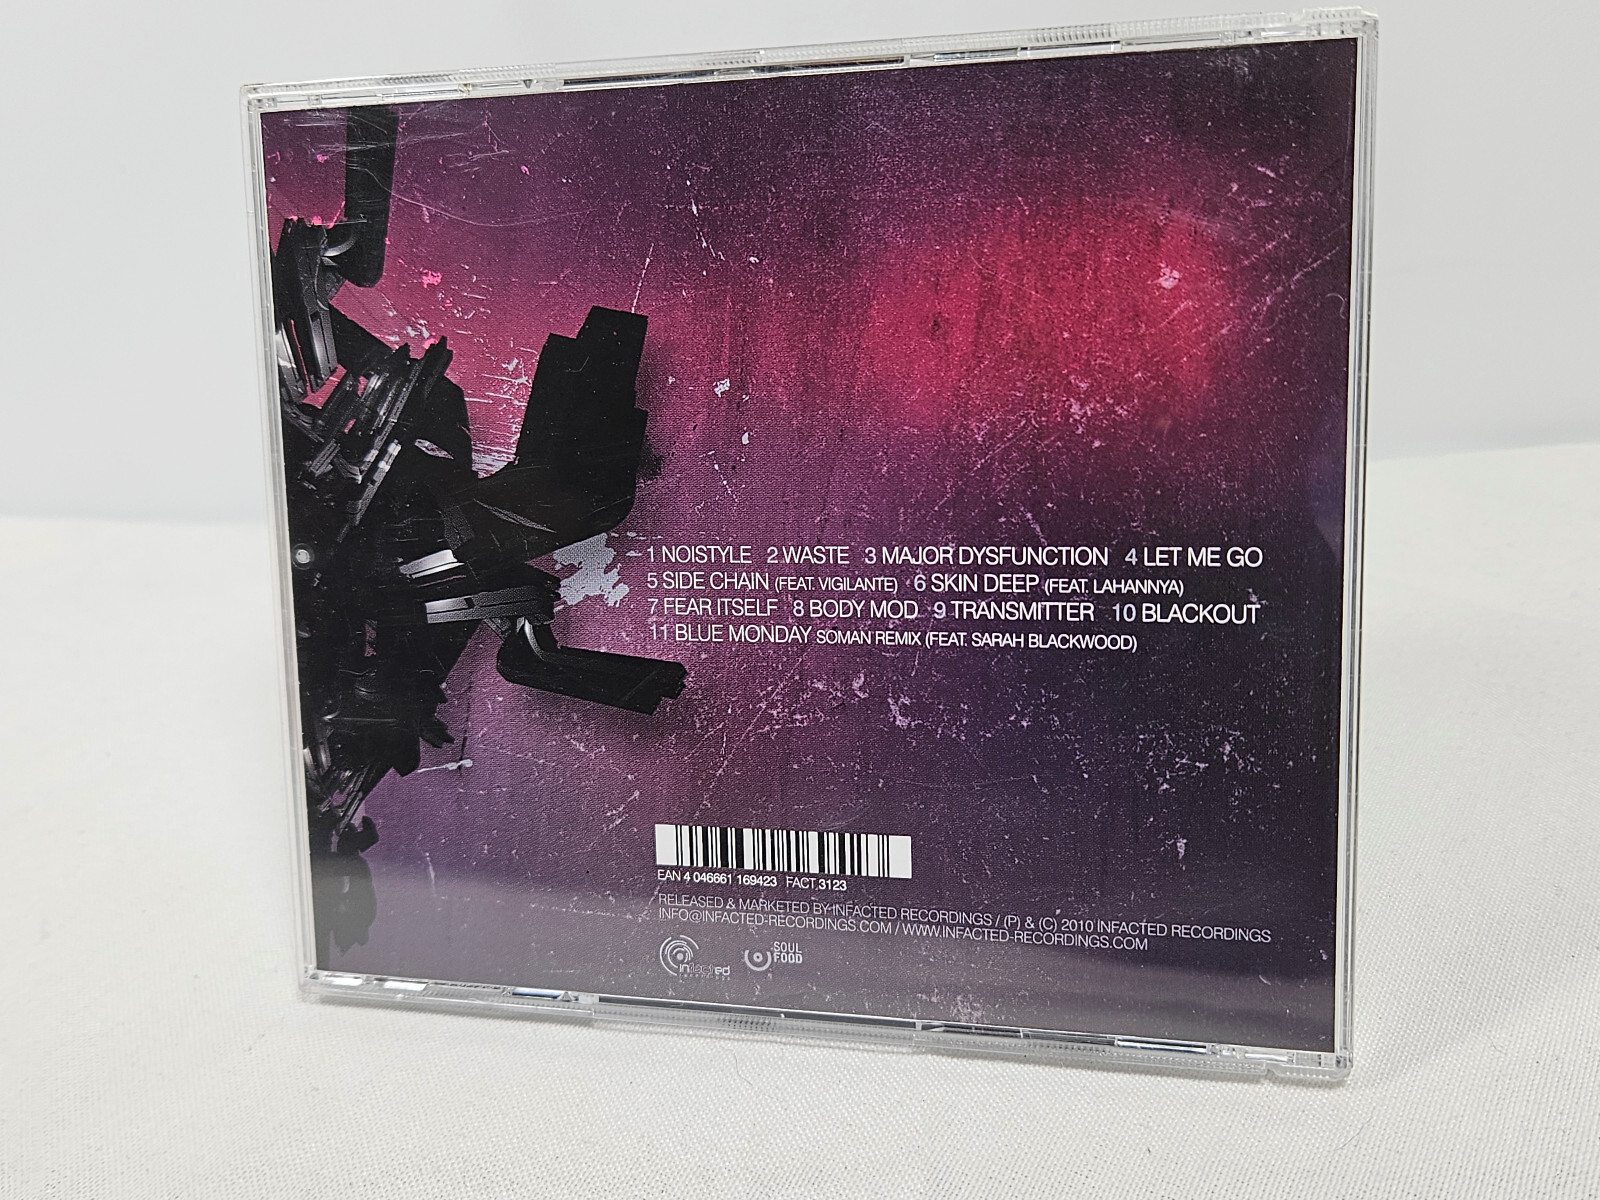 1 NOISTYLE 2 WASTE 3 MAJOR DYSFUNCTION 4 LET ME GO
5 SIDE CHAIN (FEAT. VIGILANTE) 6 SKIN DEEP (FEAT. LAHANNYA)
7 FEAR ITSELF 8 BODY MOD 9 TRANSMITTER 10 BLACKOUT
11 BLUE MONDAY SOMAN REMIX (FEAT. SARAH BLACKWOOD)
EAN 4 046661 169423 FACT 3123
RELEASED & MARKETED BY INFACTED RECORDINGS / (P) & (C) 2010 INFACTED RECORDINGS
INFO@INFACTED-RECORDINGS.COM / WWW.INFACTED-RECORDINGS.COM
infacted
SOUL
FOOD